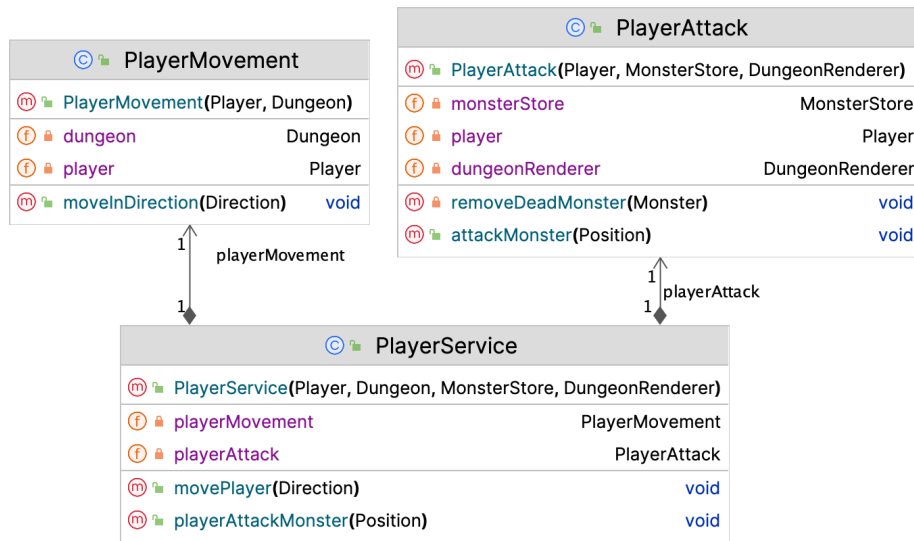 PlayerMovement
PlayerMovement(Player, Dungeon)
dungeon Dungeon
player Player
moveInDirection(Direction) void
PlayerAttack
PlayerAttack(Player, MonsterStore, DungeonRenderer)
monsterStore MonsterStore
player Player
dungeonRenderer DungeonRenderer
removeDeadMonster(Monster) void
attackMonster(Position) void
1
playerMovement
1
1
playerAttack
1
PlayerService
PlayerService(Player, Dungeon, MonsterStore, DungeonRenderer)
playerMovement PlayerMovement
playerAttack PlayerAttack
movePlayer(Direction) void
playerAttackMonster(Position) void